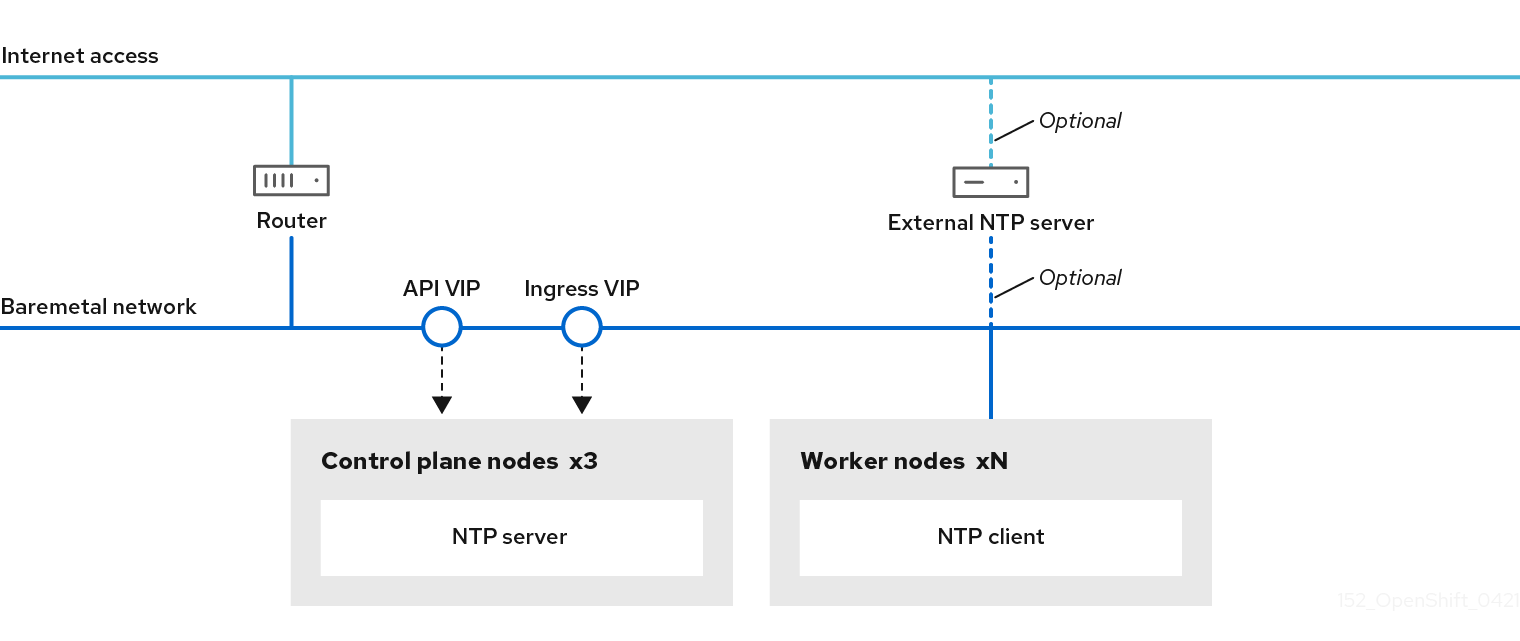 Internet access
Optional
Router
External NTP server
Optional
API VIP
Ingress VIP
Baremetal network
Control plane nodes x3
Worker nodes xN
NTP server
NTP client
152_OpenShift_0421